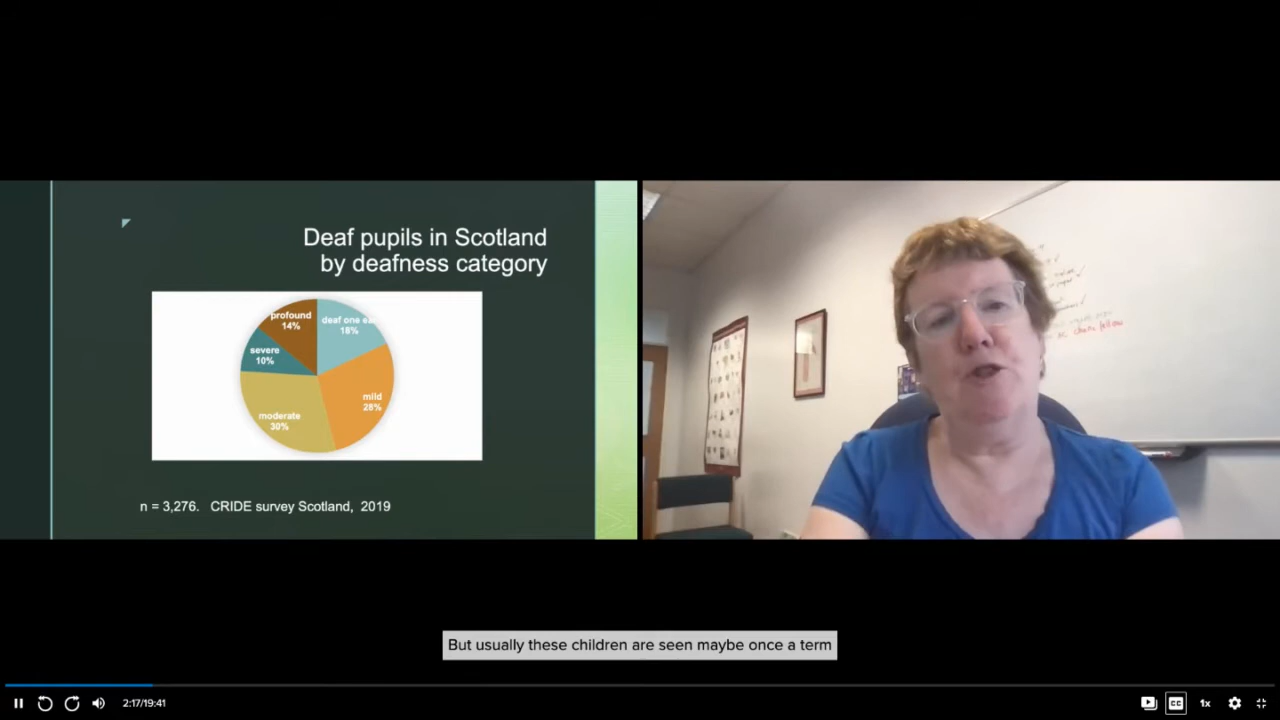 Deaf pupils in Scotland
by deafness category
profound
14%
deaf one
18%
severe
10%
mild
28%
moderate
30%
n = 3,276. CRIDE survey Scotland, 2019
But usually these children are seen maybe once a term
2:17/19:41
CC
1x